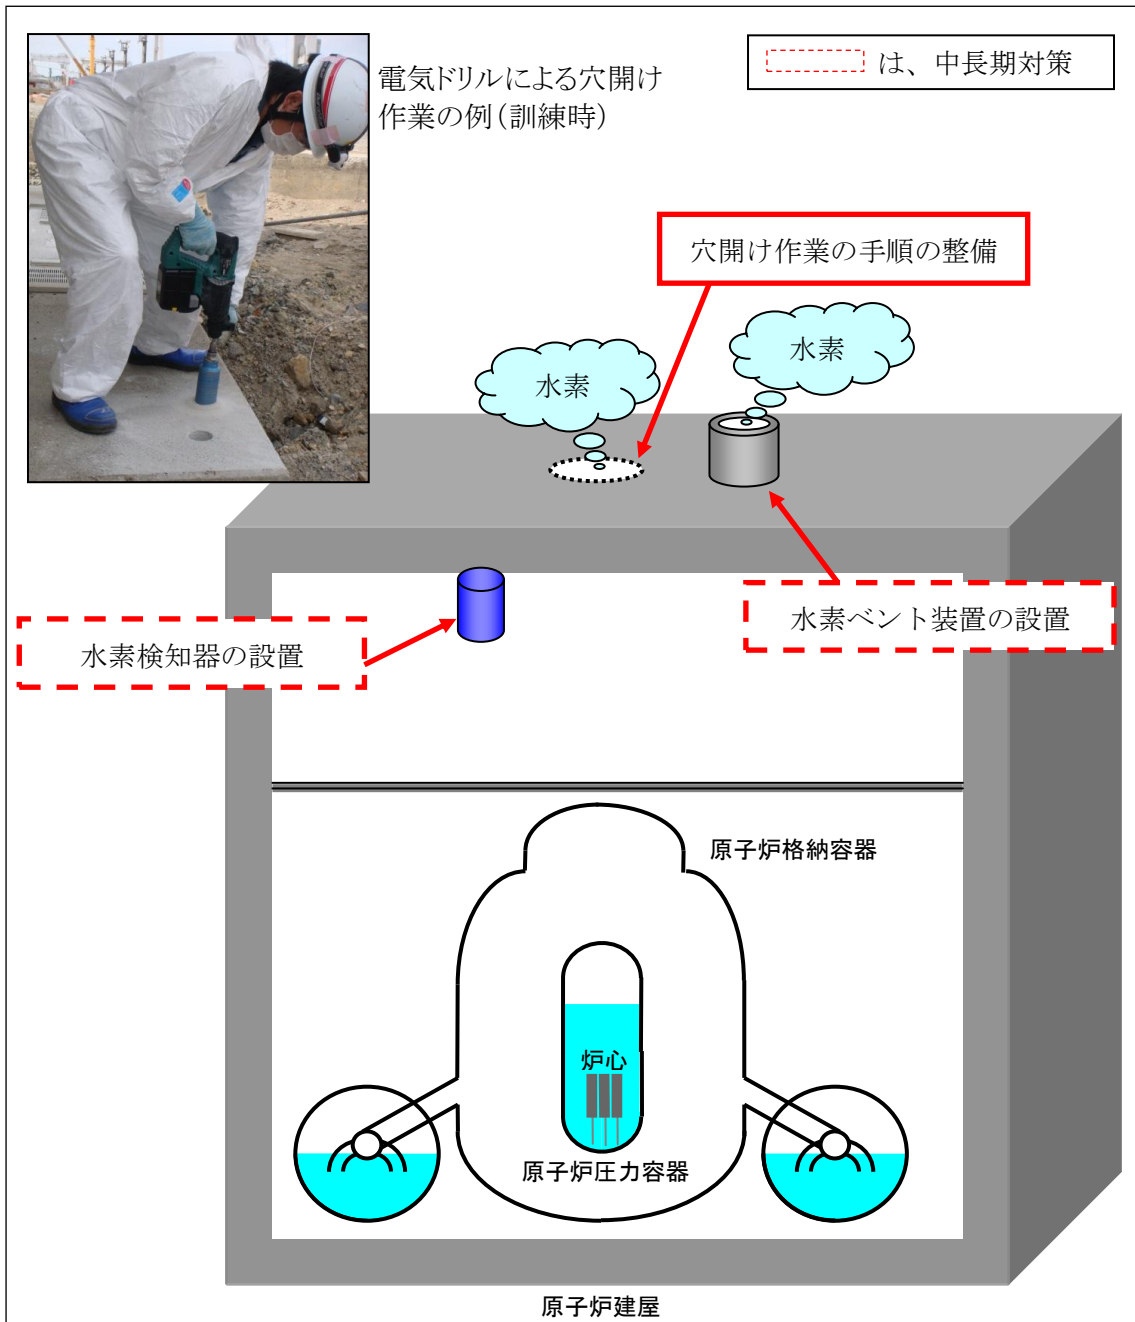 電気ドリルによる穴開け
作業の例(訓練時)
は、中長期対策
穴開け作業の手順の整備
水素
水素
水素ベント装置の設置
水素検知器の設置
原子炉格納容器
炉心
原子炉圧力容器
原子炉建屋